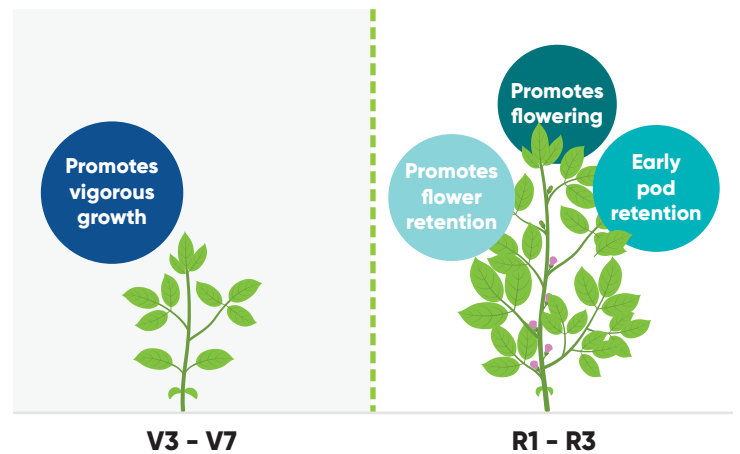 Promotes
vigorous
growth
Promotes
flowering
Promotes
flower
retention
Early
pod
retention
V3 - V7
R1 - R3